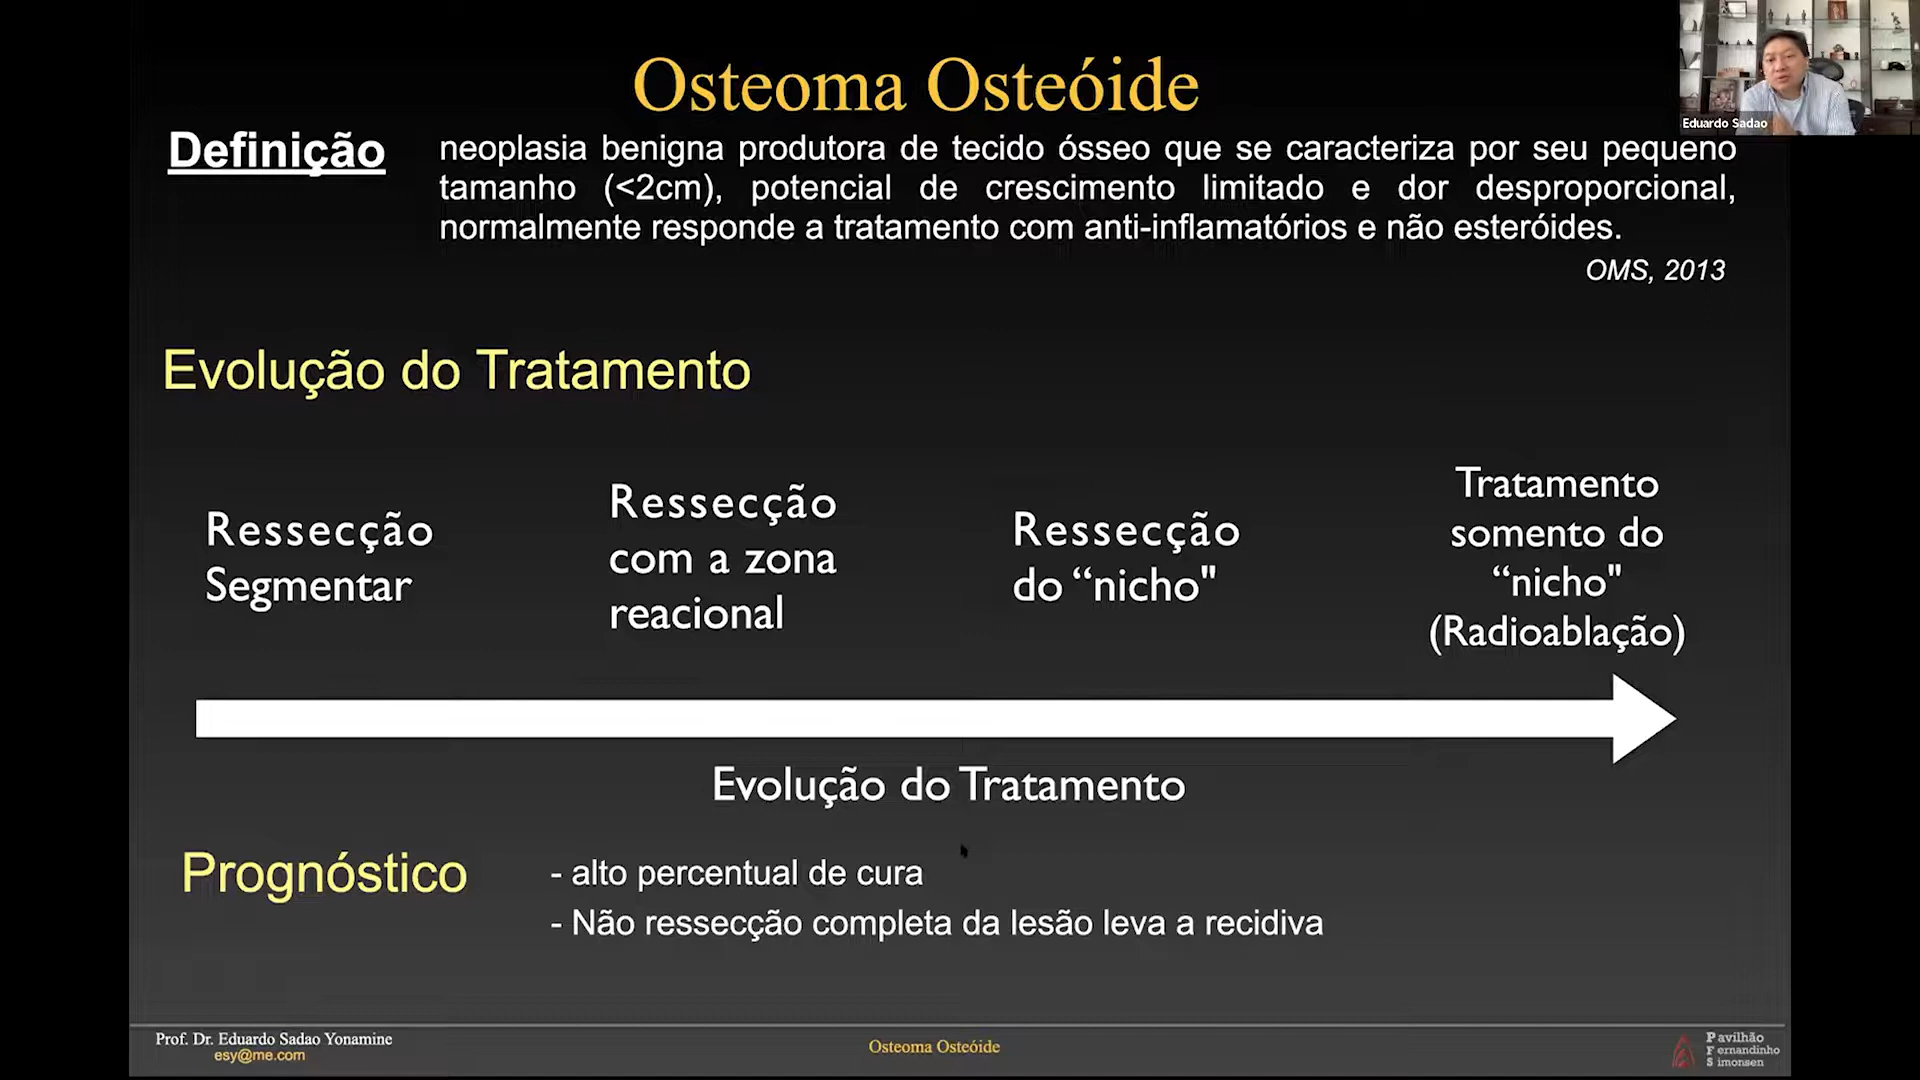 Osteoma Osteóide
Eduardo Sadao
Definição
neoplasia benigna produtora de tecido ósseo que se caracteriza por seu pequeno
tamanho (<2cm), potencial de crescimento limitado e dor desproporcional,
normalmente responde a tratamento com anti-inflamatórios e não esteróides.
OMS, 2013
Evolução do Tratamento
Ressecção
Segmentar
Ressecção
com a zona
reacional
Ressecção
do “nicho"
Tratamento
somento do
“nicho"
(Radioablação)
Evolução do Tratamento
Prognóstico
- alto percentual de cura
- Não ressecção completa da lesão leva a recidiva
Prof. Dr. Eduardo Sadao Yonamine
esy@me.com
Osteoma Osteóide
Pavilhão
Fernandinho
Simonsen